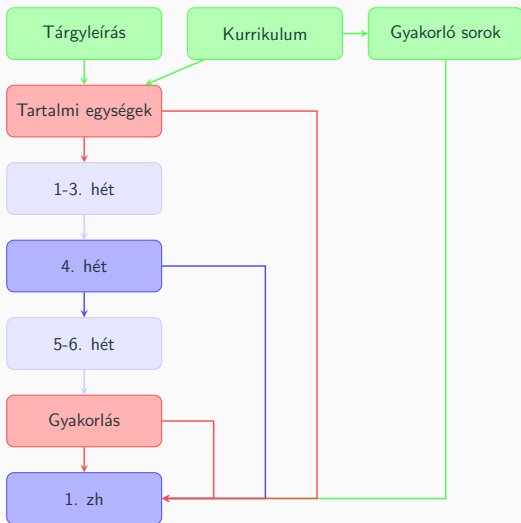 Tárgyleírás
Kurrikulum
Gyakorló sorok
Tartalmi egységek
1-3. hét
4. hét
5-6. hét
Gyakorlás
1. zh